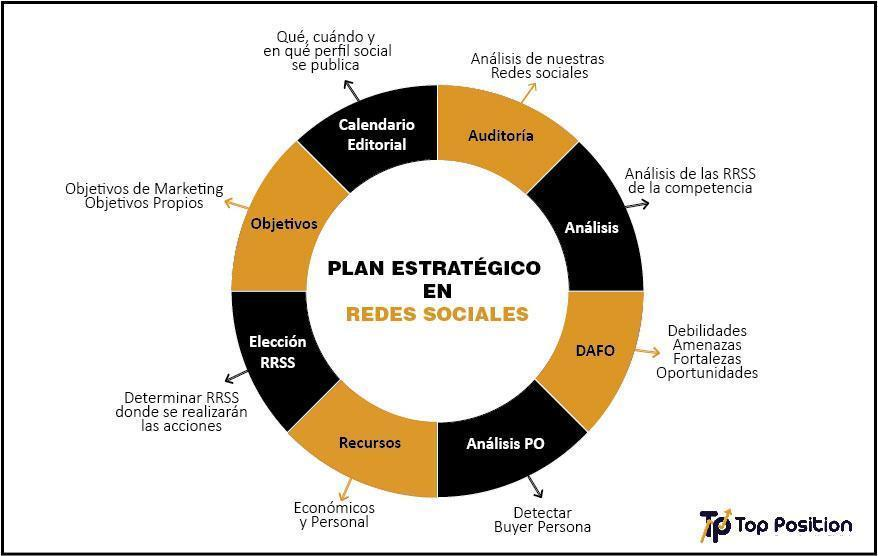 PLAN ESTRATÉGICO
EN
REDES SOCIALES
Auditoría
Análisis de nuestras
Redes sociales
Análisis
Análisis de las RRSS
de la competencia
DAFO
Debilidades
Amenazas
Fortalezas
Oportunidades
Análisis PO
Detectar
Buyer Persona
Recursos
Económicos
y Personal
Elección
RRSS
Determinar RRSS
donde se realizarán
las acciones
Objetivos
Objetivos de Marketing
Objetivos Propios
Calendario
Editorial
Qué, cuándo y
en qué perfil social
se publica
Tp Top Position